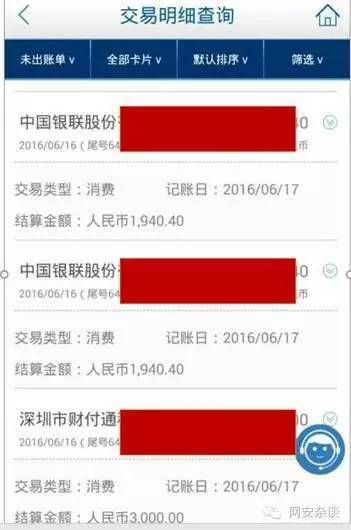 交易明细查询
未出账单 全部卡片 默认排序 筛选
中国银联股份 40
2016/06/16（尾号64 币
交易类型：消费 记账日：2016/06/17
结算金额：人民币1,940.40
中国银联股份 40
2016/06/16（尾号64 币
交易类型：消费 记账日：2016/06/17
结算金额：人民币1,940.40
深圳市财付通
2016/06/16（尾号64
交易类型：消费 记账日：2016/06/17
结算金额：人民币3,000.00
网安杂谈